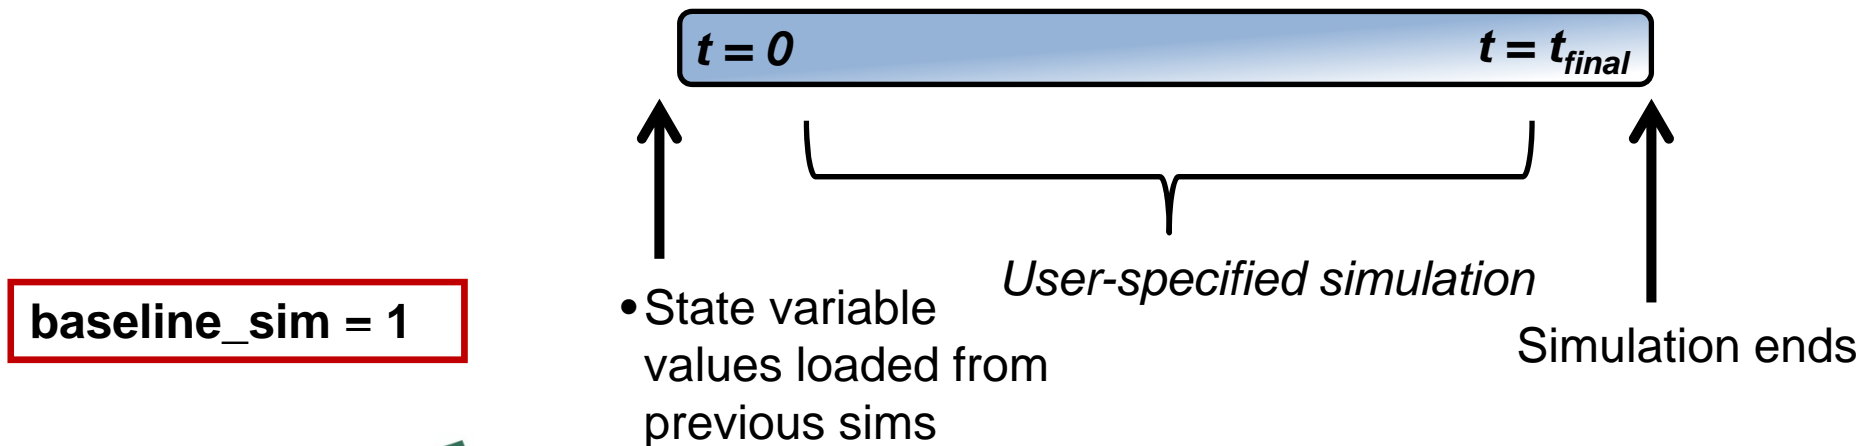 t = 0
t = tfinal
User-specified simulation
baseline_sim = 1
• State variable
values loaded from
previous sims
Simulation ends